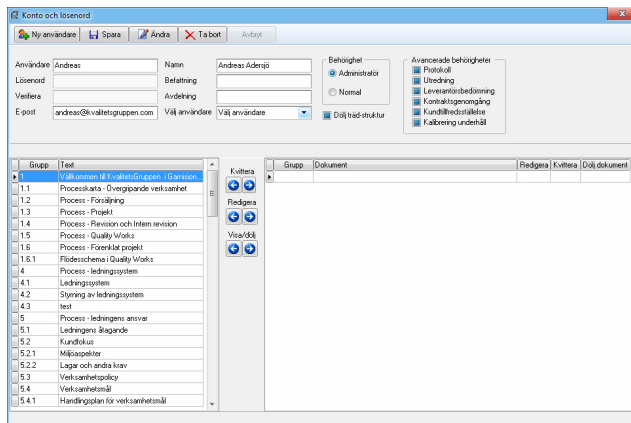 Konto och lösenord
Ny användare Spara Ändra Ta bort Avbryt
Användare Andreas Namn Andreas Adersjö
Lösenord Befattning
Verifiera Avdelning
E-post andreas@kvalitetsgruppen.com Välj användare Välj användare
Behörighet
Administratör
Normal
Dölj träd-struktur
Avancerade behörigheter
Protokoll
Utredning
Leverantörsbedömning
Kontraktsgenomgång
Kundtillfredsställelse
Kalibrering underhåll
Grupp Text
1 Välkommen till KvalitetsGruppen i Garnision...
1.1 Processkarta - Övergripande verksamhet
1.2 Process - Försäljning
1.3 Process - Projekt
1.4 Process - Revision och Intern revision
1.5 Process - Quality Works
1.6 Process - Förenklat projekt
1.6.1 Flödesschema i Quality Works
4 Process - ledningssystem
4.1 Ledningssystem
4.2 Styrning av ledningssystem
4.3 test
5 Process - ledningens ansvar
5.1 Ledningens åtagande
5.2 Kundfokus
5.2.1 Miljöaspekter
5.2.2 Lagar och andra krav
5.3 Verksamhetspolicy
5.4 Verksamhetsmål
5.4.1 Handlingsplan för verksamhetsmål
Kvittera
Redigera
Visa/dölj
Grupp Dokument Redigera Kvittera Dölj dokument